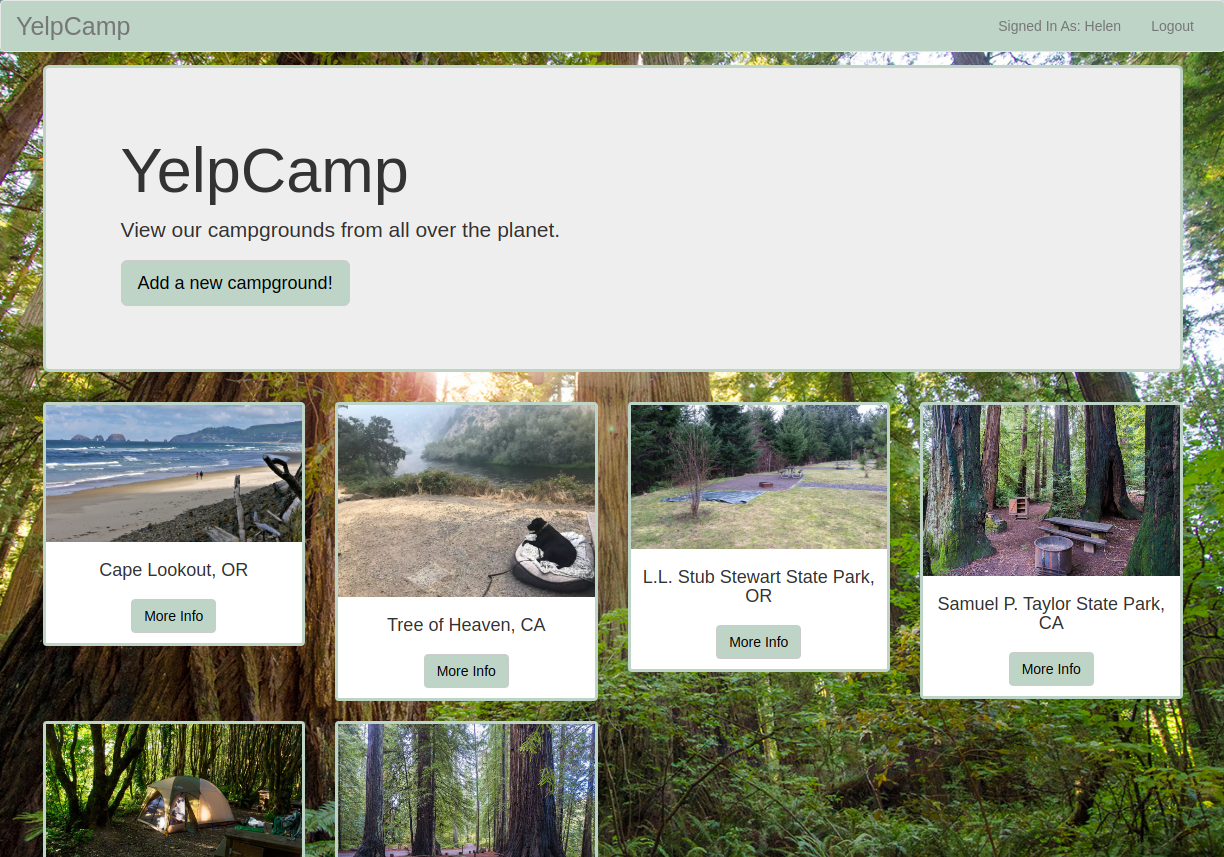 YelpCamp
Signed In As: Helen
Logout
YelpCamp
View our campgrounds from all over the planet.
Add a new campground!
Cape Lookout, OR
More Info
Tree of Heaven, CA
More Info
L.L. Stub Stewart State Park,
OR
More Info
Samuel P. Taylor State Park,
CA
More Info